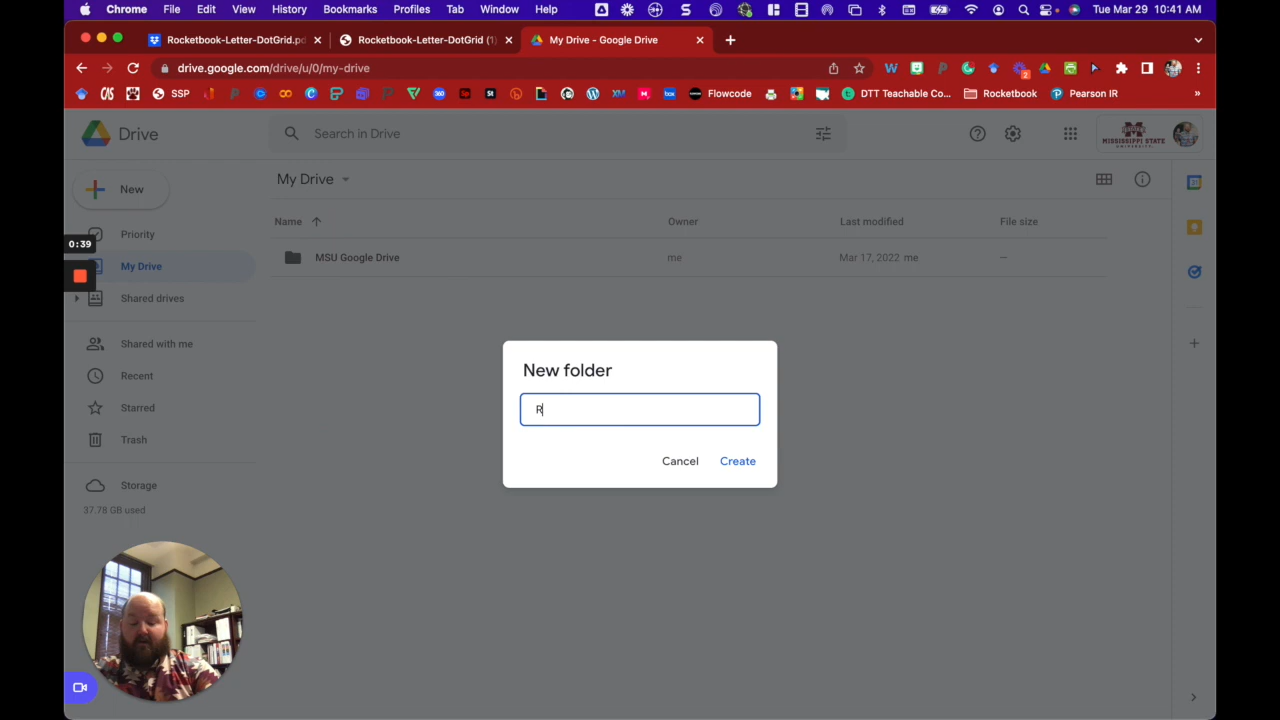 Chrome File Edit View History Bookmarks Profiles Tab Window Help Tue Mar 29 10:41 AM
Rocketbook-Letter-DotGrid.pd Rocketbook-Letter-DotGrid (1) My Drive - Google Drive
drive.google.com/drive/u/0/my-drive
SSP Flowcode DTT Teachable Co... Rocketbook Pearson IR »
Drive Search in Drive MISSISSIPPI STATE
New
My Drive
Name Owner Last modified File size
Priority
0:39
MSU Google Drive me Mar 17, 2022 me —
My Drive
Shared drives
Shared with me
Recent
Starred
Trash
Storage
37.78 GB used
New folder
R
Cancel Create